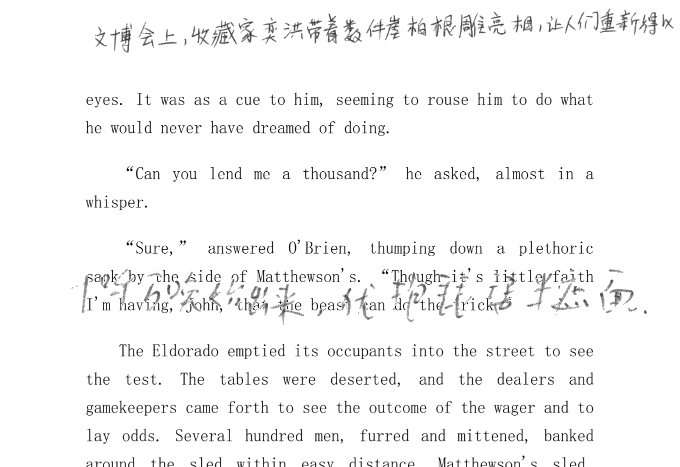 文博会上,收藏家奕洪带着数件崖柏根雕亮相,让人们重新得以
eyes. It was as a cue to him, seeming to rouse him to do what
he would never have dreamed of doing.
“Can you lend me a thousand?” he asked, almost in a
whisper.
“Sure,” answered O'Brien, thumping down a plethoric
sack by the side of Matthewson's. “Though it's little faith
I'm having, John, that the beast can do the trick.”
The Eldorado emptied its occupants into the street to see
the test. The tables were deserted, and the dealers and
gamekeepers came forth to see the outcome of the wager and to
lay odds. Several hundred men, furred and mittened, banked
around the sled within easy distance. Matthewson's sled,